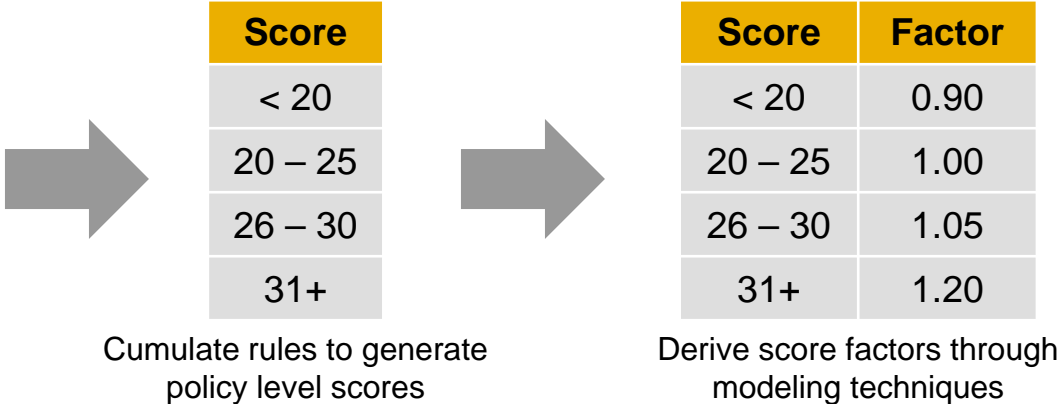 Score
< 20
20 – 25
26 – 30
31+
Cumulate rules to generate
policy level scores
Score Factor
< 20 0.90
20 – 25 1.00
26 – 30 1.05
31+ 1.20
Derive score factors through
modeling techniques